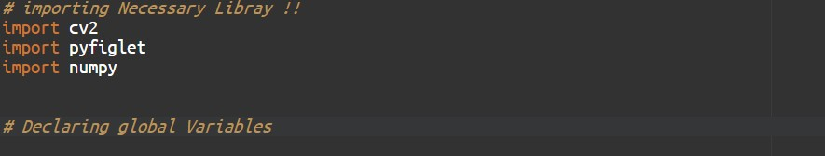 # importing Necessary Libray !!
import cv2
import pyfiglet
import numpy
# Declaring global Variables